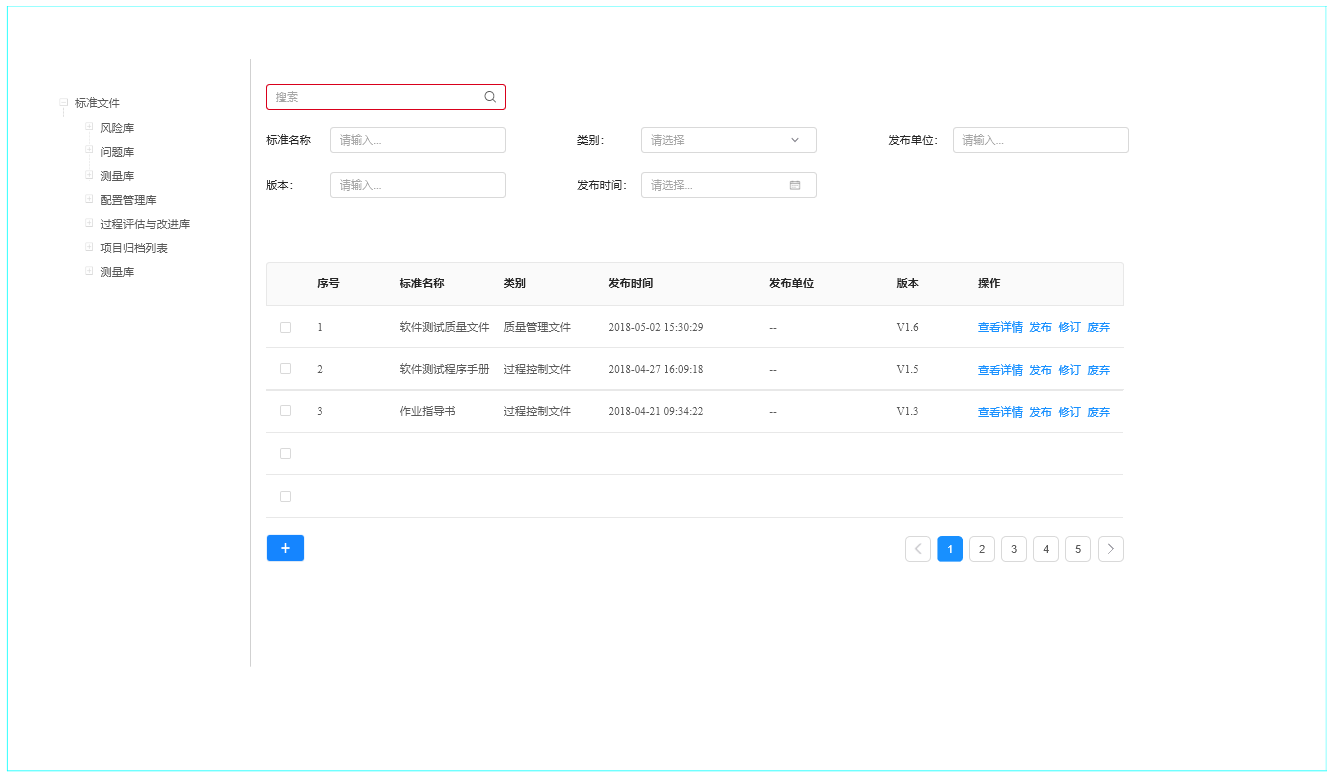 标准文件
风险库
问题库
测量库
配置管理库
过程评估与改进库
项目归档列表
测量库
搜索
标准名称 请输入... 类别： 请选择 发布单位： 请输入...
版本： 请输入... 发布时间： 请选择...
序号 标准名称 类别 发布时间 发布单位 版本 操作
1 软件测试质量文件 质量管理文件 2018-05-02 15:30:29 -- V1.6 查看详情 发布 修订 废弃
2 软件测试程序手册 过程控制文件 2018-04-27 16:09:18 -- V1.5 查看详情 发布 修订 废弃
3 作业指导书 过程控制文件 2018-04-21 09:34:22 -- V1.3 查看详情 发布 修订 废弃
+ 1 2 3 4 5